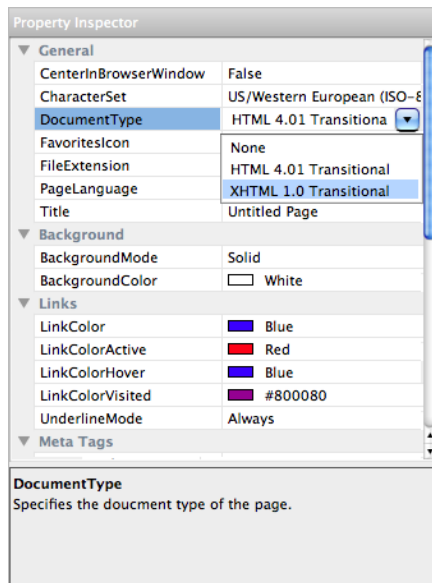 Property Inspector
General
CenterInBrowserWindow False
CharacterSet US/Western European (ISO-8
DocumentType HTML 4.01 Transitiona
FavoritesIcon
None
FileExtension
HTML 4.01 Transitional
PageLanguage
XHTML 1.0 Transitional
Title Untitled Page
Background
BackgroundMode Solid
BackgroundColor White
Links
LinkColor Blue
LinkColorActive Red
LinkColorHover Blue
LinkColorVisited #800080
UnderlineMode Always
Meta Tags
DocumentType
Specifies the doucment type of the page.